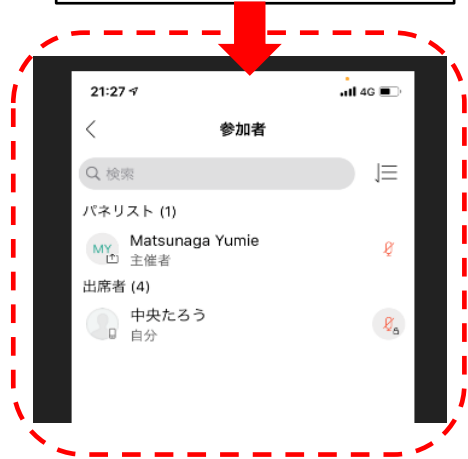 21:27
4G
参加者
検索
パネリスト (1)
MY
Matsunaga Yumie
主催者
出席者 (4)
中央たろう
自分